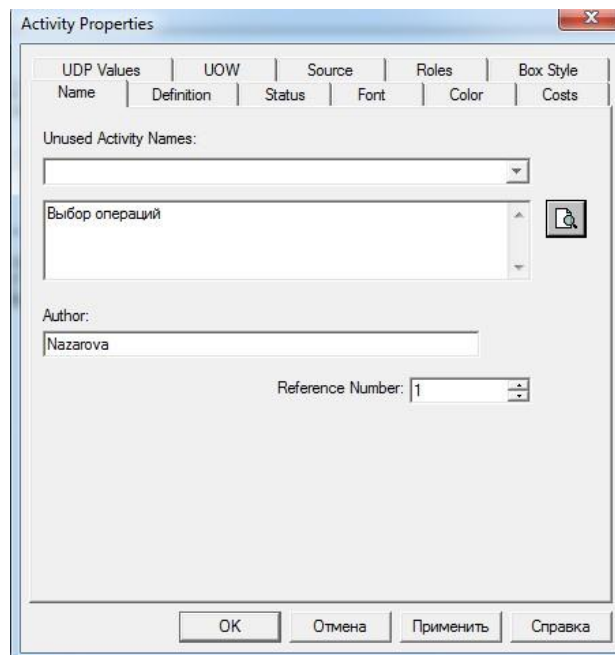 Activity Properties
UDP Values UOW Source Roles Box Style
Name Definition Status Font Color Costs
Unused Activity Names:
Выбор операций
Author:
Nazarova
Reference Number: 1
OK Отмена Применить Справка